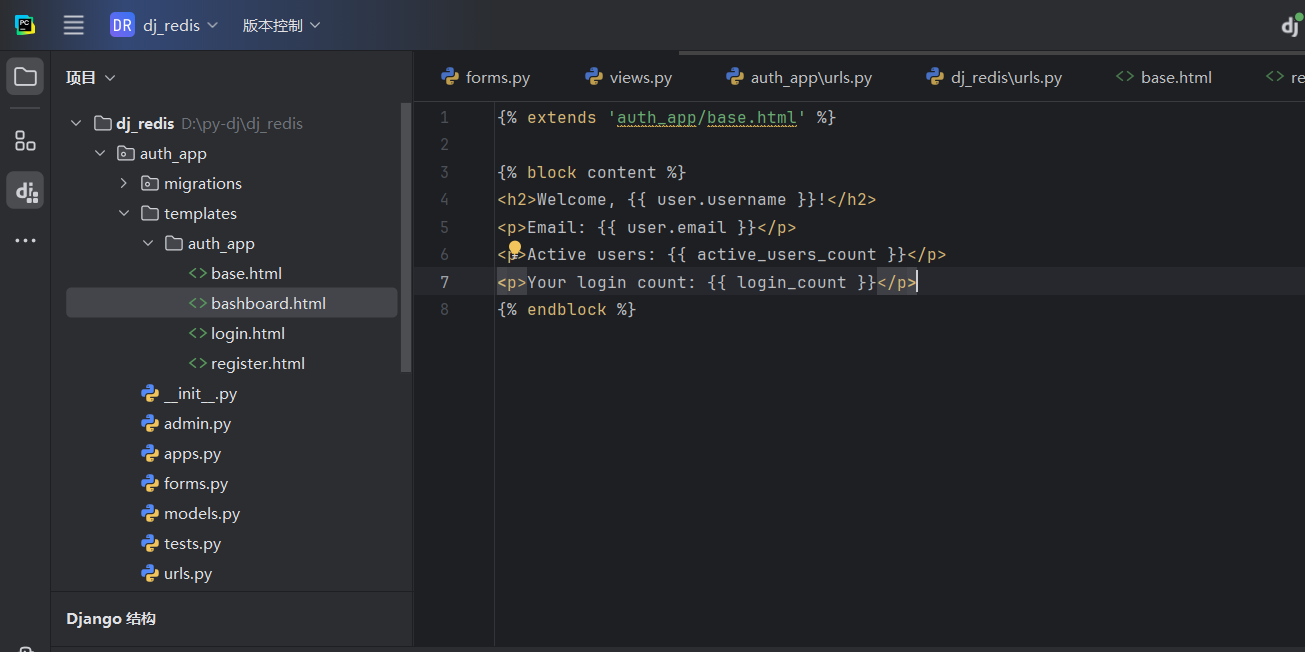 PC
DR dj_redis 版本控制
dj
项目
forms.py views.py auth_app\urls.py dj_redis\urls.py <> base.html <> re
dj_redis D:\py-dj\dj_redis
auth_app
migrations
templates
auth_app
<> base.html
<> bashboard.html
<> login.html
<> register.html
__init__.py
admin.py
apps.py
forms.py
models.py
tests.py
urls.py
Django 结构
dj
1 {% extends 'auth_app/base.html' %}
2
3 {% block content %}
4 <h2>Welcome, {{ user.username }}!</h2>
5 <p>Email: {{ user.email }}</p>
6 <p>Active users: {{ active_users_count }}</p>
7 <p>Your login count: {{ login_count }}</p>
8 {% endblock %}